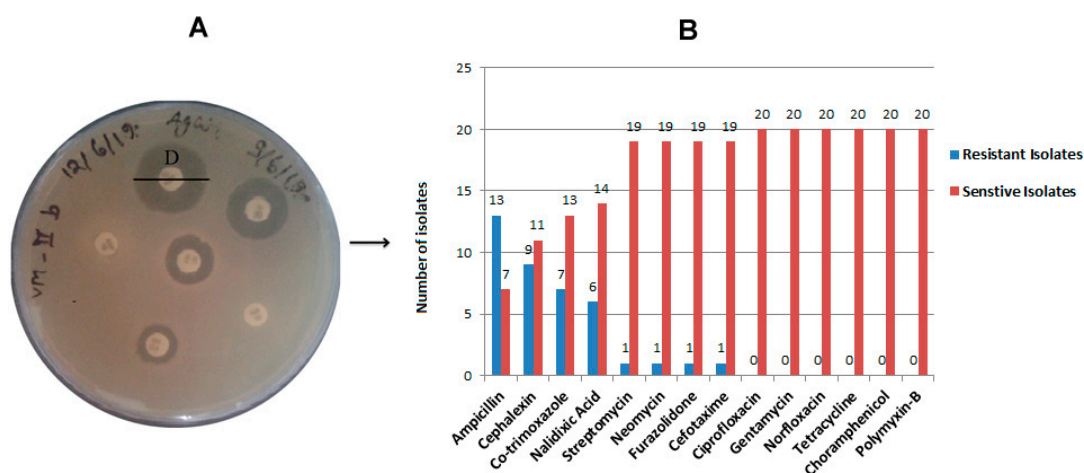 A
B
12/6/19:
Again
9/6/19:
D
VM-II b
25
20
15
10
5
0
Number of isolates
13
7
9
11
7
13
6
14
1
19
1
19
1
19
1
19
0
20
0
20
0
20
0
20
0
20
0
20
Ampicillin
Cephalexin
Co-trimoxazole
Nalidixic Acid
Streptomycin
Neomycin
Furazolidone
Cefotaxime
Ciprofloxacin
Gentamycin
Norfloxacin
Tetracycline
Choramphenicol
Polymyxin-B
Resistant Isolates
Senstive Isolates